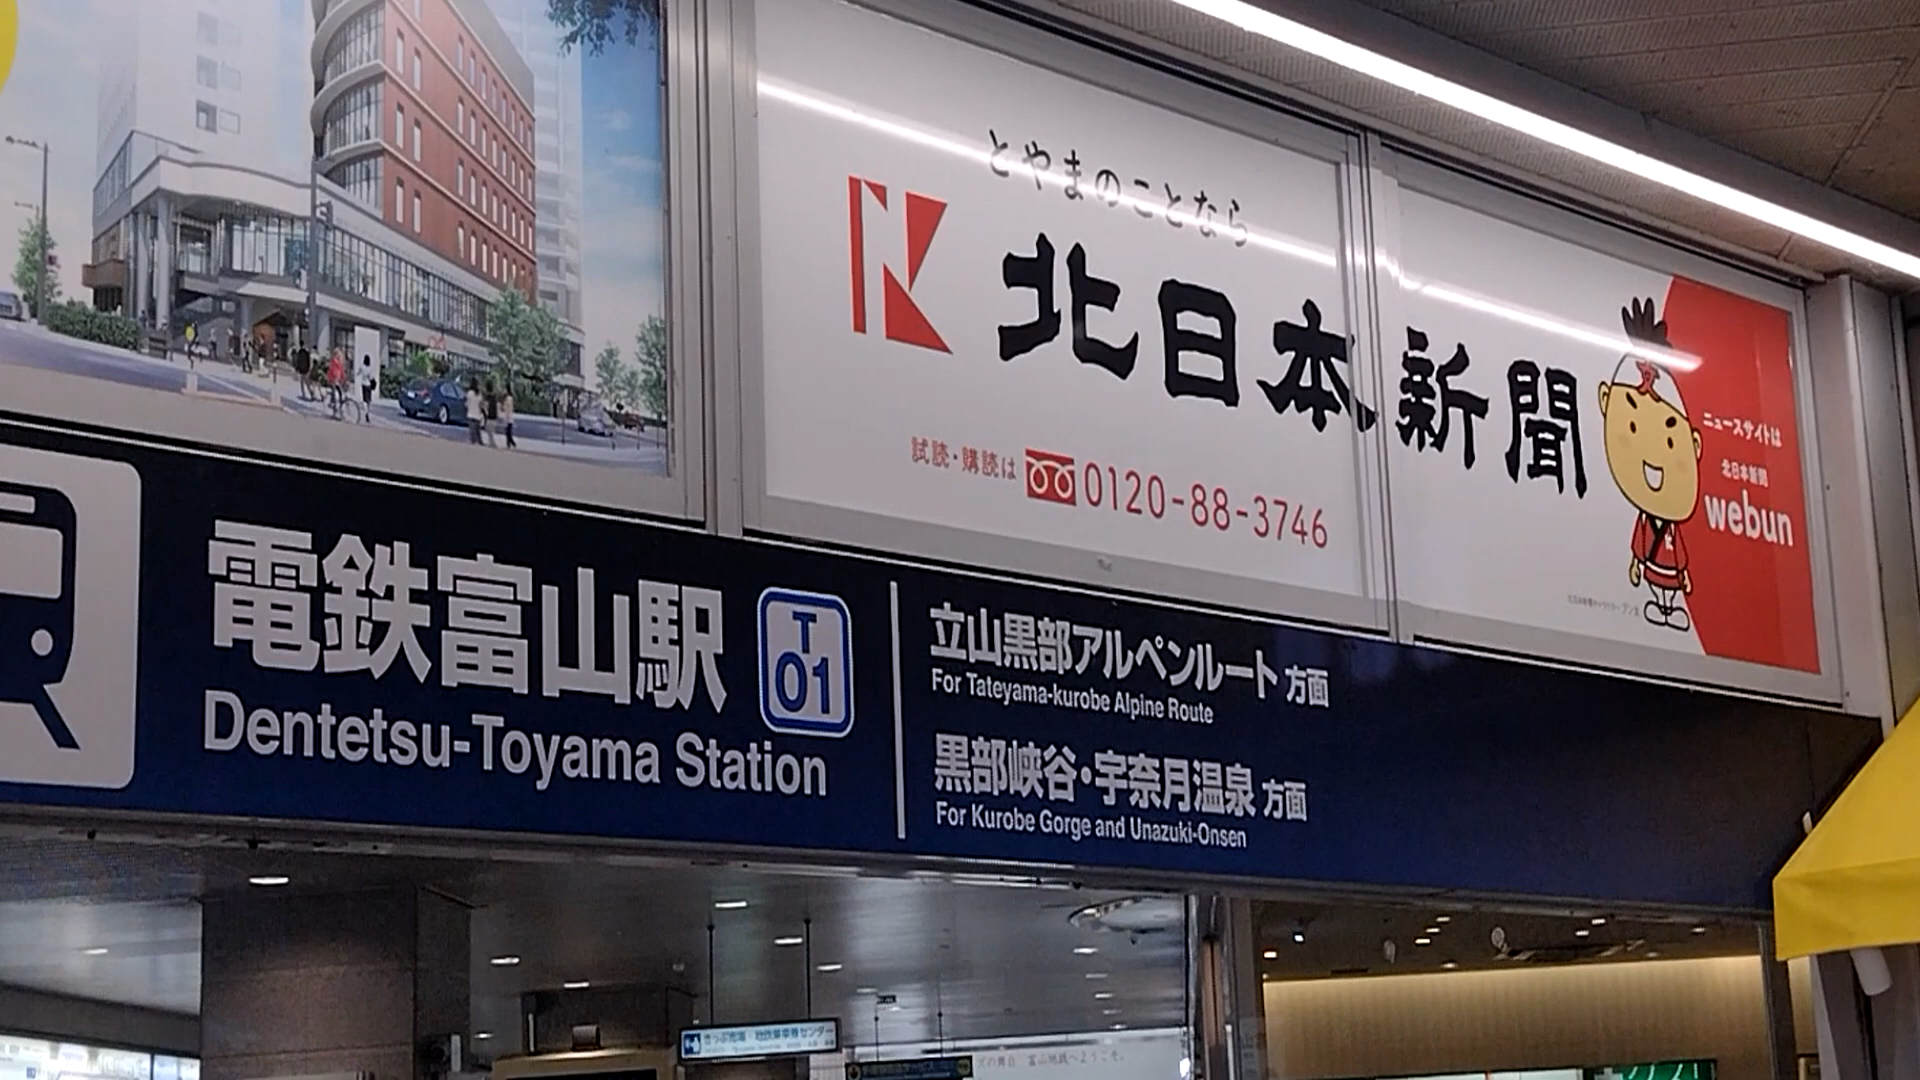 とやまのことなら
北日本新聞
試読・購読は 0120-88-3746
ニュースサイトは
北日本新聞
webun
電鉄富山駅
T
01
Dentetsu-Toyama Station
立山黒部アルペンルート 方面
For Tateyama-kurobe Alpine Route
黒部峡谷・宇奈月温泉 方面
For Kurobe Gorge and Unazuki-Onsen